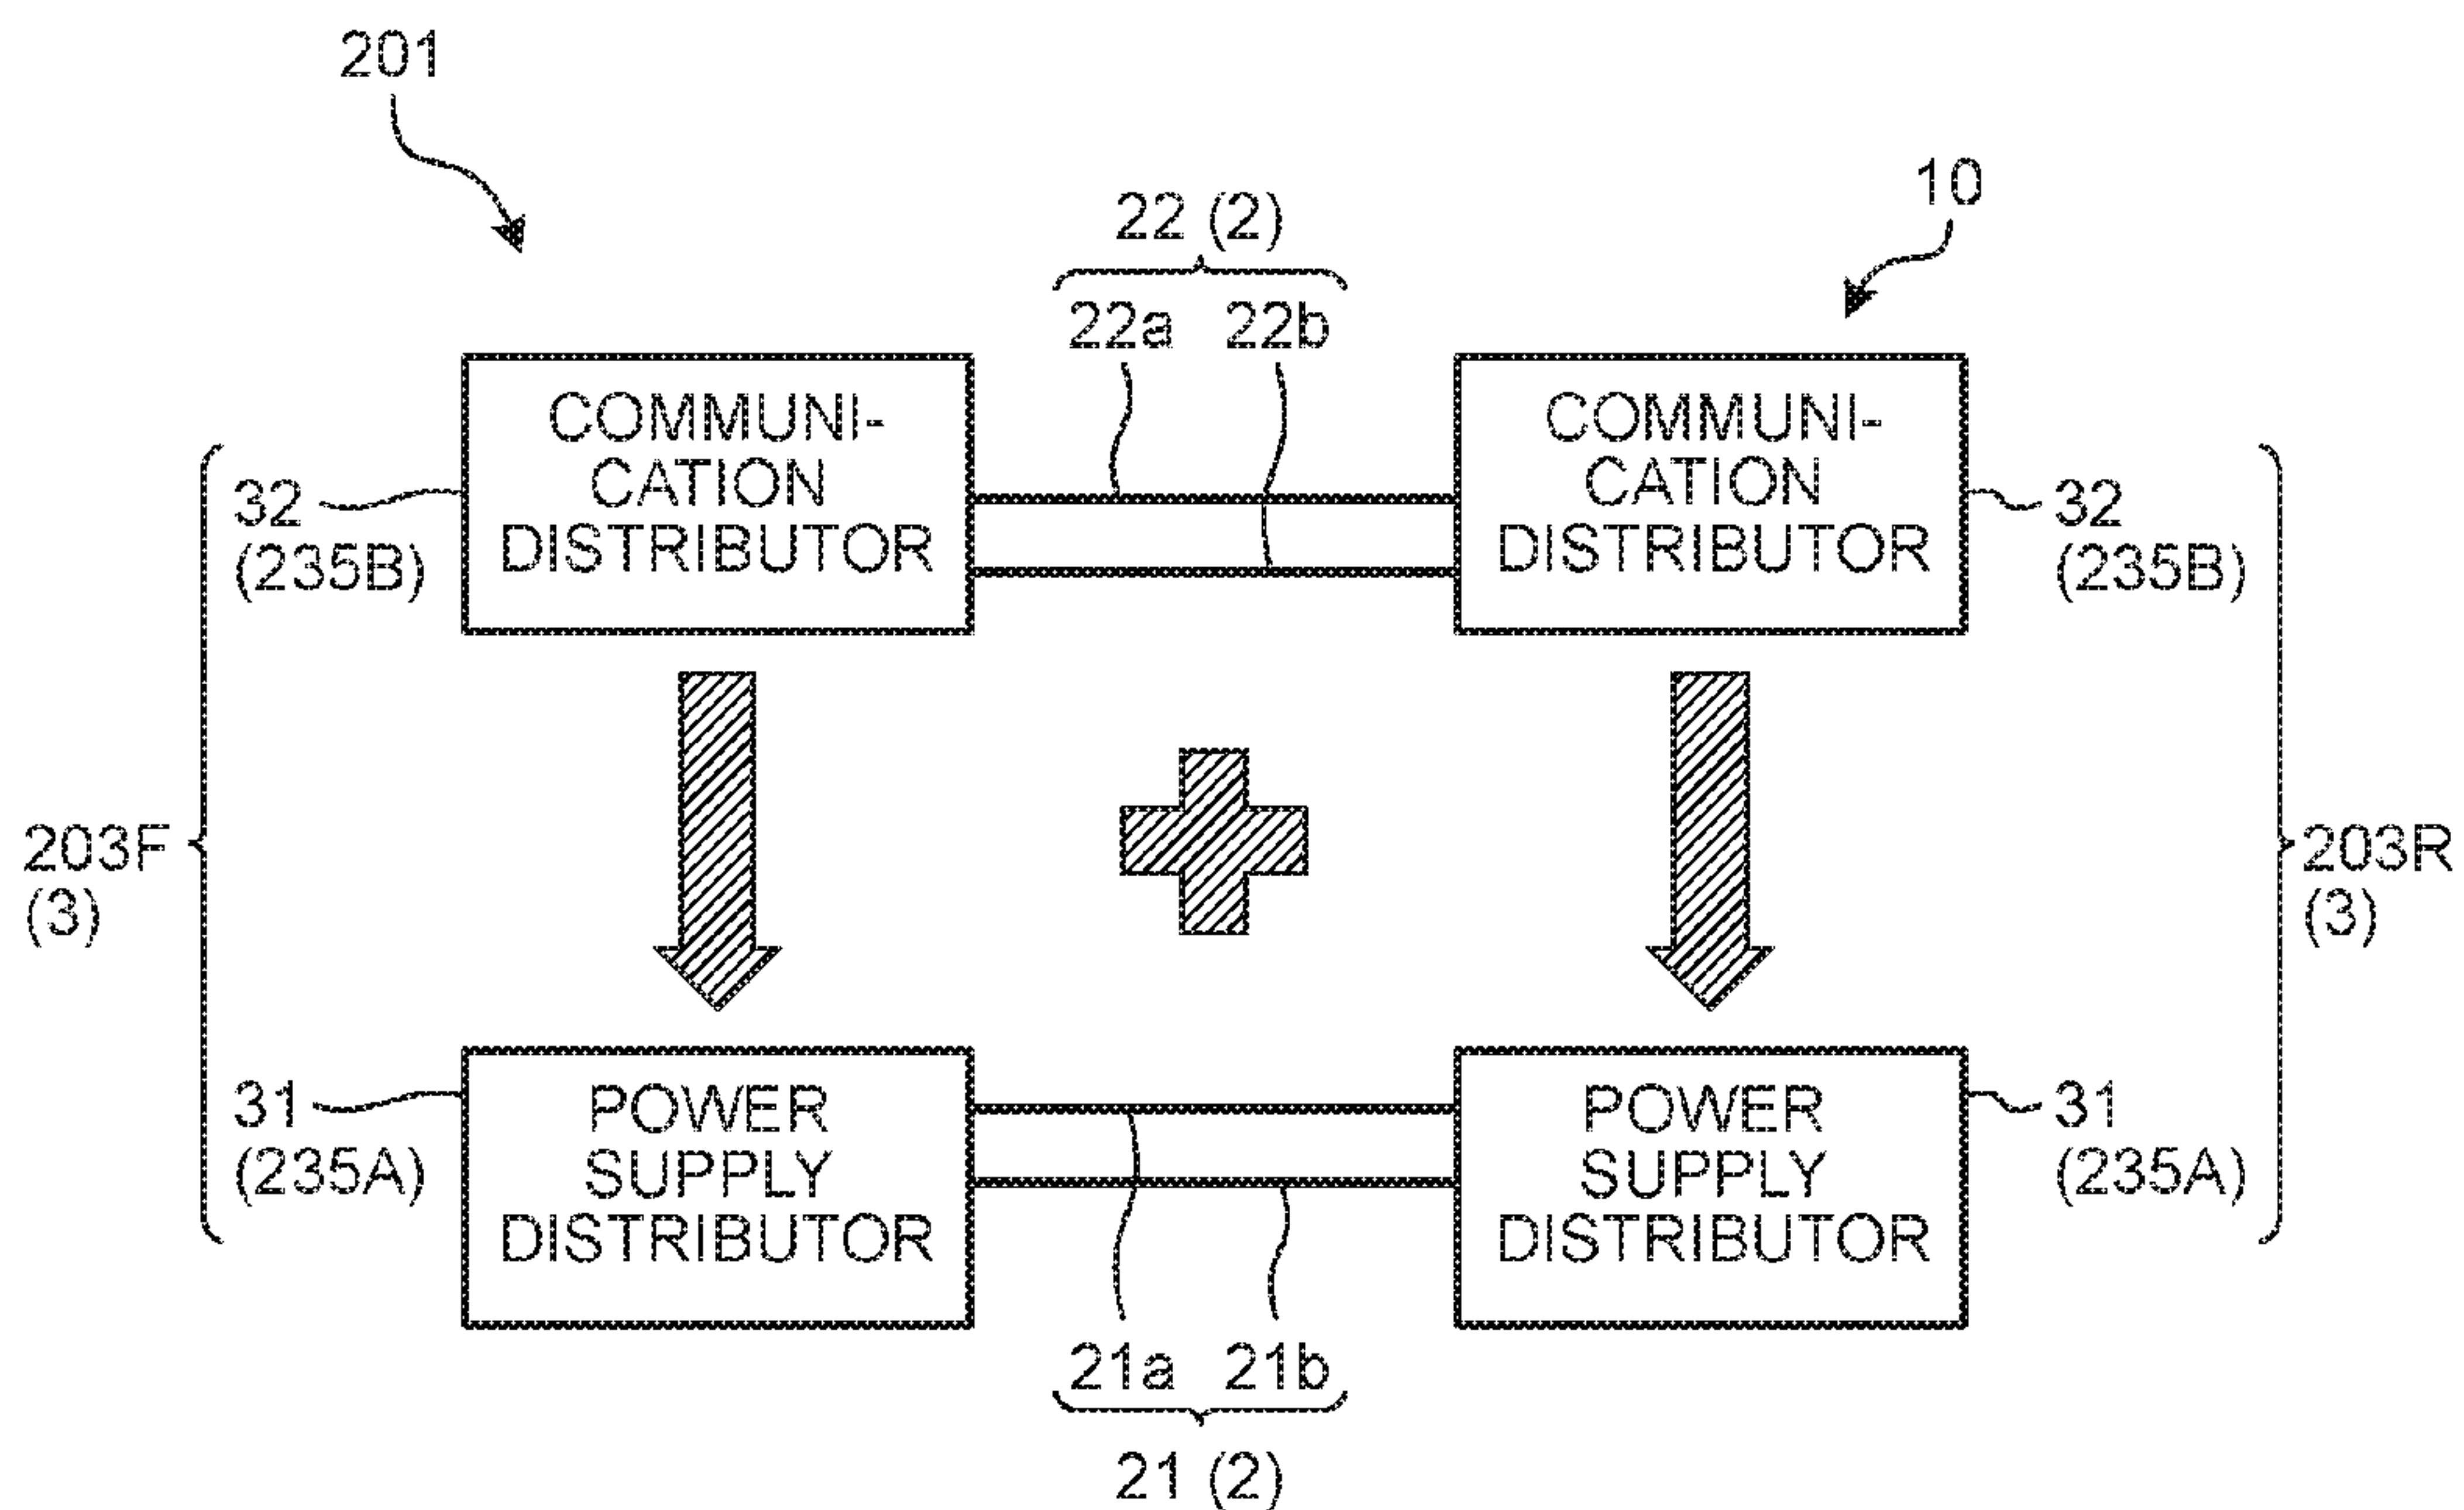 201
10
22 (2)
22a 22b
COMMUNI-
CATION
DISTRIBUTOR
COMMUNI-
CATION
DISTRIBUTOR
32
(235B)
32
(235B)
203F
(3)
203R
(3)
31
(235A)
POWER
SUPPLY
DISTRIBUTOR
POWER
SUPPLY
DISTRIBUTOR
31
(235A)
21a 21b
21 (2)